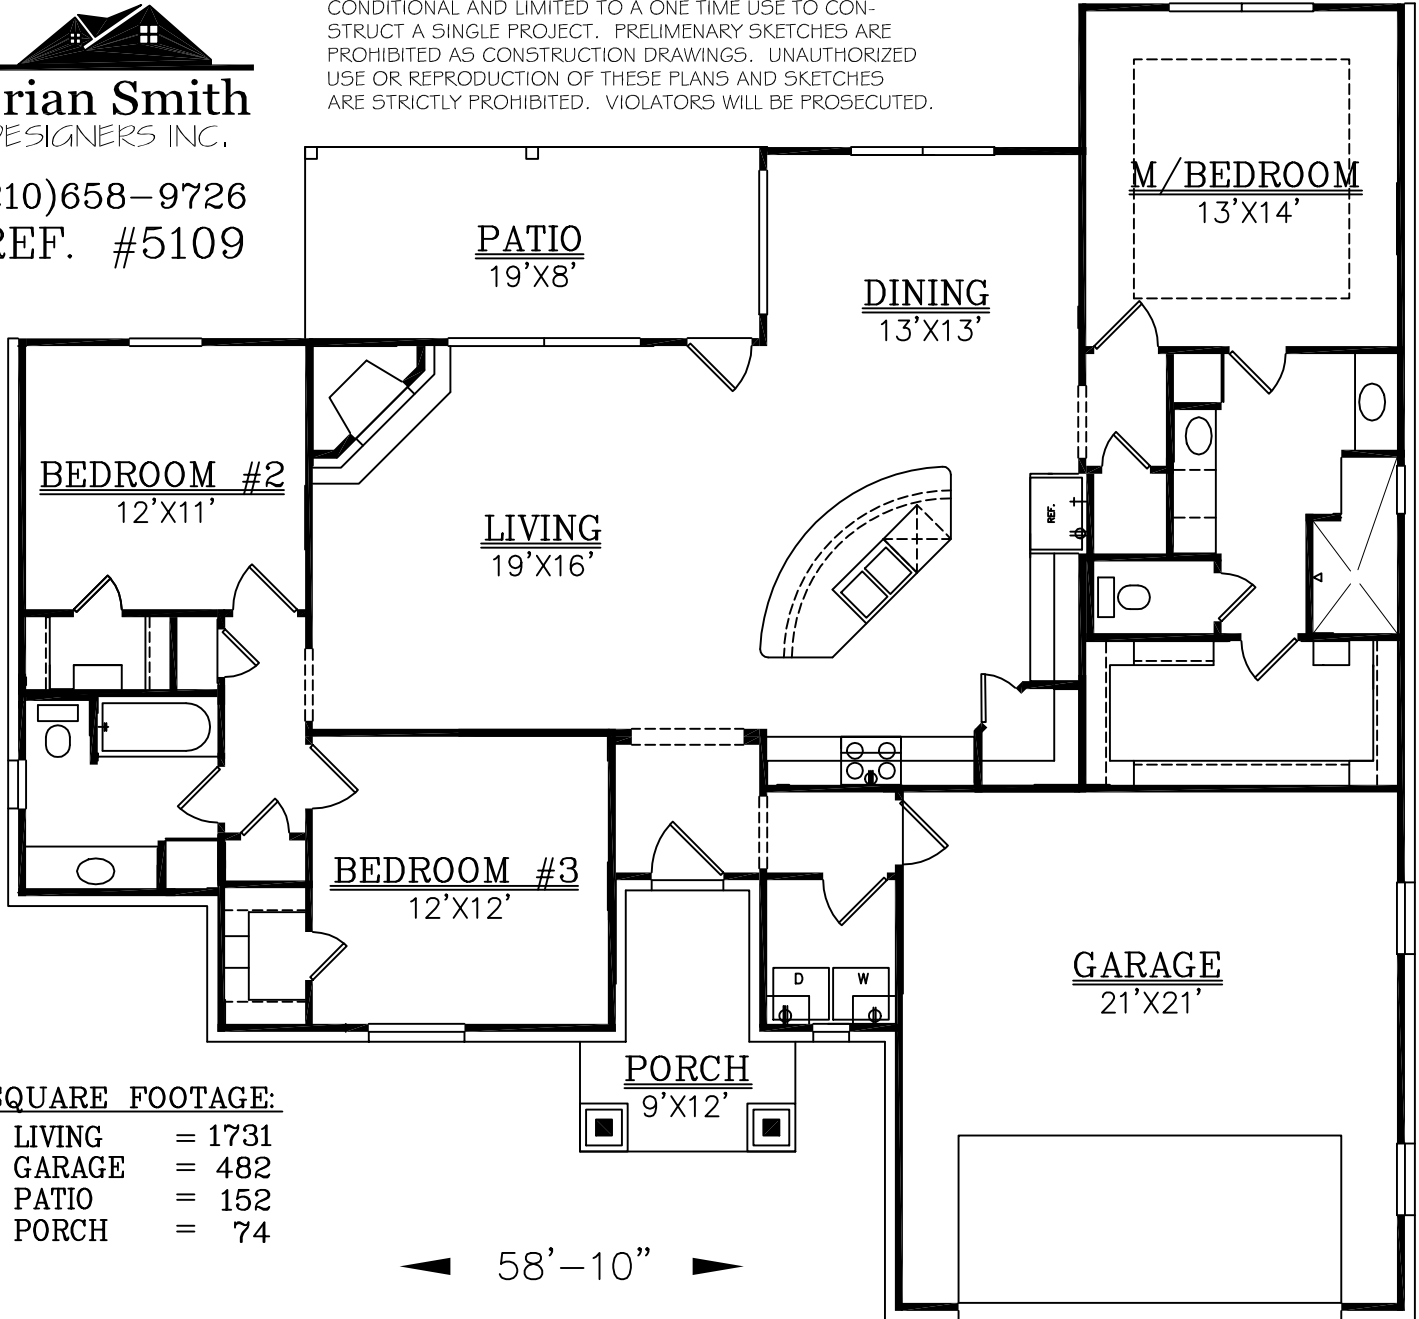 CONDITIONAL AND LIMITED TO A ONE TIME USE TO CON-
STRUCT A SINGLE PROJECT. PRELIMENARY SKETCHES ARE
PROHIBITED AS CONSTRUCTION DRAWINGS. UNAUTHORIZED
USE OR REPRODUCTION OF THESE PLANS AND SKETCHES
ARE STRICTLY PROHIBITED. VIOLATORS WILL BE PROSECUTED.
rian Smith
ESIGNERS INC.
10)658-9726
REF. #5109
M/BEDROOM
13'X14'
PATIO
19'X8'
DINING
13'X13'
BEDROOM #2
12'X11'
LIVING
19'X16'
REF.
BEDROOM #3
12'X12'
D W
GARAGE
21'X21'
PORCH
9'X12'
SQUARE FOOTAGE:
LIVING = 1731
GARAGE = 482
PATIO = 152
PORCH = 74
58'-10"